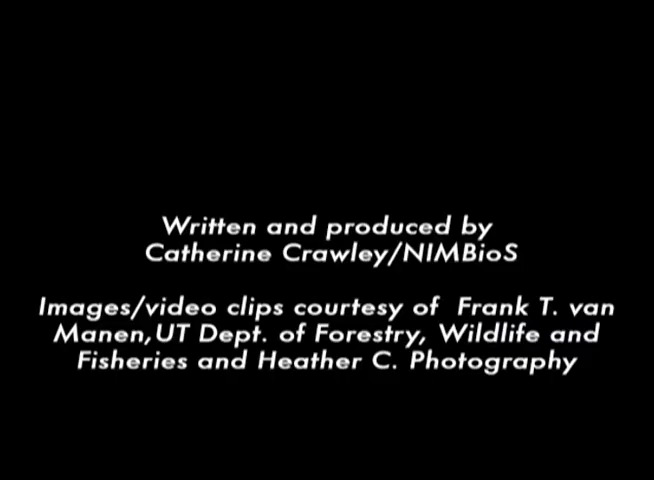 Written and produced by
Catherine Crawley/NIMBioS
Images/video clips courtesy of Frank T. van
Manen,UT Dept. of Forestry, Wildlife and
Fisheries and Heather C. Photography